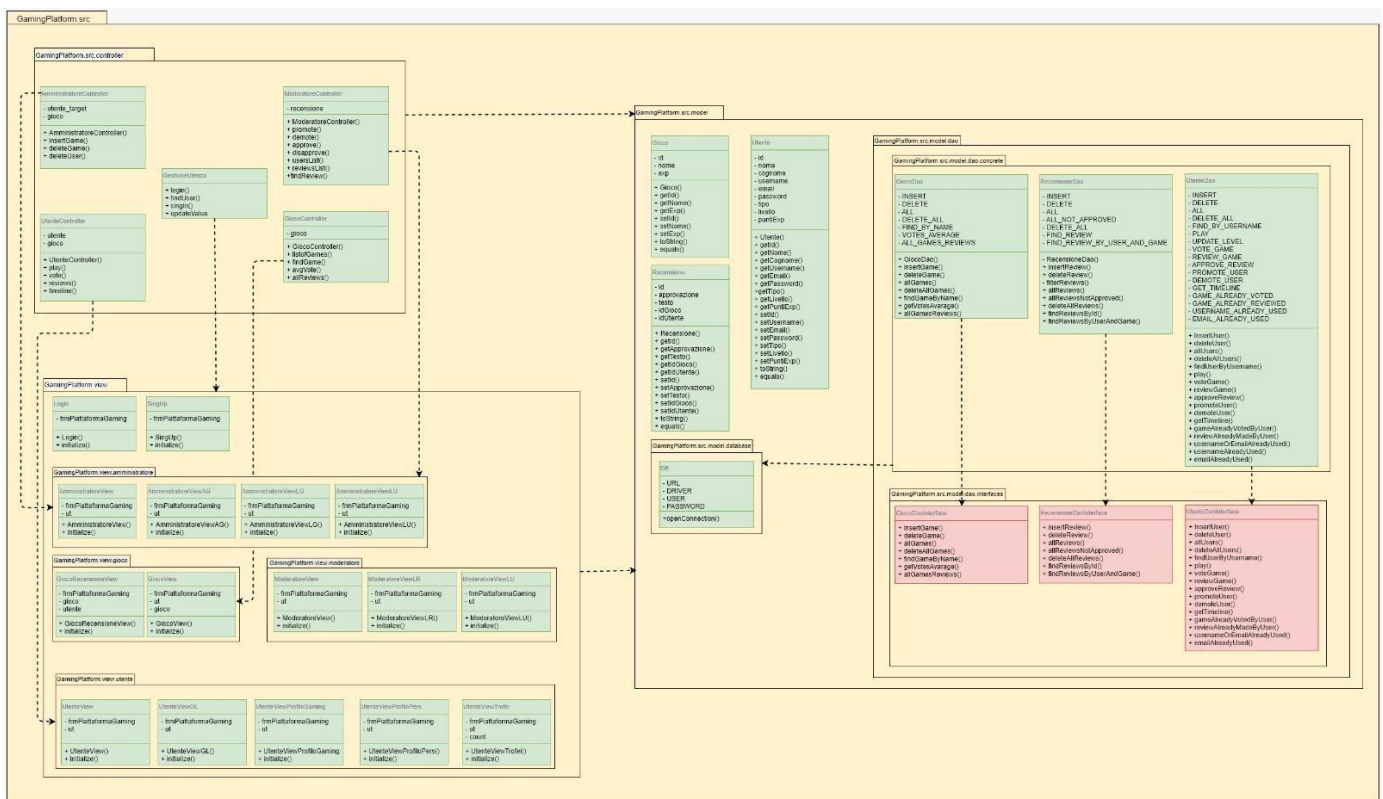 GamingPlatform.src
GamingPlatform.src.controller
AmministratoreController
- utente_target
- gioco
+ AmministratoreController()
+ insertGame()
+ deleteGame()
+ deleteUser()
ModeratoreController
- recensione
+ ModeratoreController()
+ promote()
+ demote()
+ approve()
+ disapprove()
+ usersList()
+ reviewsList()
+findReview()
GestioneUtenza
+ login()
+ findUser()
+ singIn()
+ updateValue
UtenteController
- utente
- gioco
+ UtenteController()
+ play()
+ vote()
+ reviews()
+ timeline()
GiocoController
- gioco
+ GiocoController()
+ listofGames()
+ findGame()
+ avgVote()
+ allReviews()
GamingPlatform.view
Login
- frmPiattaformaGaming
+ Login()
+ initialize()
SingUp
- frmPiattaformaGaming
+ SingUp()
+ initialize()
GamingPlatform.view.amministratore
AmministratoreView
- frmPiattaformaGaming
- ut
+ AmministratoreView()
+ initialize()
AmministratoreViewAG
- frmPiattaformaGaming
- ut
+ AmministratoreViewAG()
+ initialize()
AmministratoreViewLG
- frmPiattaformaGaming
- ut
+ AmministratoreViewLG()
+ initialize()
AmministratoreViewLU
- frmPiattaformaGaming
- ut
+ AmministratoreViewLU()
+ initialize()
GamingPlatform.view.gioco
GiocoRecensioneView
- frmPiattaformaGaming
- gioco
- utente
+ GiocoRecensioneView()
+ initialize()
GiocoView
- frmPiattaformaGaming
- ut
- gioco
+ GiocoView()
+ initialize()
GamingPlatform.view.moderatore
ModeratoreView
- frmPiattaformaGaming
- ut
+ ModeratoreView()
+ initialize()
ModeratoreViewLR
- frmPiattaformaGaming
- ut
+ ModeratoreViewLR()
+ initialize()
ModeratoreViewLU
- frmPiattaformaGaming
- ut
+ ModeratoreViewLU()
+ initialize()
GamingPlatform.view.utente
UtenteView
- frmPiattaformaGaming
- ut
+ UtenteView()
+ initialize()
UtenteViewGL
- frmPiattaformaGaming
- ut
+ UtenteViewGL()
+ initialize()
UtenteViewProfiloGaming
- frmPiattaformaGaming
- ut
+ UtenteViewProfiloGaming
+ initialize()
UtenteViewProfiloPers
- frmPiattaformaGaming
- ut
+ UtenteViewProfiloPers()
+ initialize()
UtenteViewTrofei
- frmPiattaformaGaming
- ut
- count
+ UtenteViewTrofei()
+ initialize()
GamingPlatform.src.model
Gioco
- id
- nome
- exp
+ Gioco()
+ getId()
+ getNome()
+ getExp()
+ setId()
+ setNome()
+ setExp()
+ toString()
+ equals()
Utente
- id
- nome
- cognome
- username
- email
- password
- tipo
- livello
- puntiExp
+ Utente()
+ getId()
+ getNome()
+ getCognome()
+ getUsername()
+ getEmail()
+ getPassword()
+getTipo()
+ getLivello()
+ getPuntiExp()
+ setId()
+ setUsername()
+ setEmail()
+ setPassword()
+ setTipo()
+ setLivello()
+ setPuntiExp()
+ toString()
+ equals()
Recensione
- id
- approvazione
- testo
- idGioco
- idUtente
+ Recensione()
+ getId()
+ getApprovazione()
+ getTesto()
+ getIdGioco()
+ getIdUtente()
+ setId()
+ setApprovazione()
+ setTesto()
+ setIdGioco()
+ setIdUtente()
+ toString()
+ equals()
GamingPlatform.src.model.database
DB
- URL
- DRIVER
- USER
- PASSWORD
+openConnection()
GamingPlatform.src.model.dao
GamingPlatform.src.model.dao.concrete
GiocoDao
- INSERT
- DELETE
- ALL
- DELETE_ALL
- FIND_BY_NAME
- VOTES_AVERAGE
- ALL_GAMES_REVIEWS
+ GiocoDao()
+ insertGame()
+ deleteGame()
+ allGames()
+ deleteAllGames()
+ findGameByName()
+ getVotesAvarage()
+ allGamesReviews()
RecensioneDao
- INSERT
- DELETE
- ALL
- ALL_NOT_APPROVED
- DELETE_ALL
- FIND_REVIEW
- FIND_REVIEW_BY_USER_AND_GAME
- RecensioneDao()
+ insertReview()
+ deleteReview()
- filterReviews()
+ allReviews()
+ allReviewsNotApproved()
+ deleteAllReviews()
+ findReviewsById()
+ findReviewsByUserAndGame()
UtenteDao
- INSERT
- DELETE
- ALL
- DELETE_ALL
- FIND_BY_USERNAME
- PLAY
- UPDATE_LEVEL
- VOTE_GAME
- REVIEW_GAME
- APPROVE_REVIEW
- PROMOTE_USER
- DEMOTE_USER
- GET_TIMELINE
- GAME_ALREADY_VOTED
- GAME_ALREADY_REVIEWED
- USERNAME_ALREADY_USED
- EMAIL_ALREADY_USED
+ insertUser()
+ deleteUser()
+ allUsers()
+ deleteAllUsers()
+ findUserByUsername()
+ play()
+ voteGame()
+ reviewGame()
+ approveReview()
+ promoteUser()
+ demoteUser()
+ getTimeline()
+ gameAlreadyVotedByUser()
+ reviewAlreadyMadeByUser()
+ usernameOrEmailAlreadyUsed()
+ usernameAlreadyUsed()
+ emailAlreadyUsed()
GamingPlatform.src.model.dao.interfaces
GiocoDaoInterface
+ insertGame()
+ deleteGame()
+ allGames()
+ deleteAllGames()
+ findGameByName()
+ getVotesAvarage()
+ allGamesReviews()
RecensioneDaoInterface
+ insertReview()
+ deleteReview()
+ allReviews()
+ allReviewsNotApproved()
+ deleteAllReviews()
+ findReviewsById()
+ findReviewsByUserAndGame()
UtenteDaoInterface
+ insertUser()
+ deleteUser()
+ allUsers()
+ deleteAllUsers()
+ findUserByUsername()
+ play()
+ voteGame()
+ reviewGame()
+ approveReview()
+ promoteUser()
+ demoteUser()
+ getTimeline()
+ gameAlreadyVotedByUser()
+ reviewAlreadyMadeByUser()
+ usernameOrEmailAlreadyUsed()
+ emailAlreadyUsed()